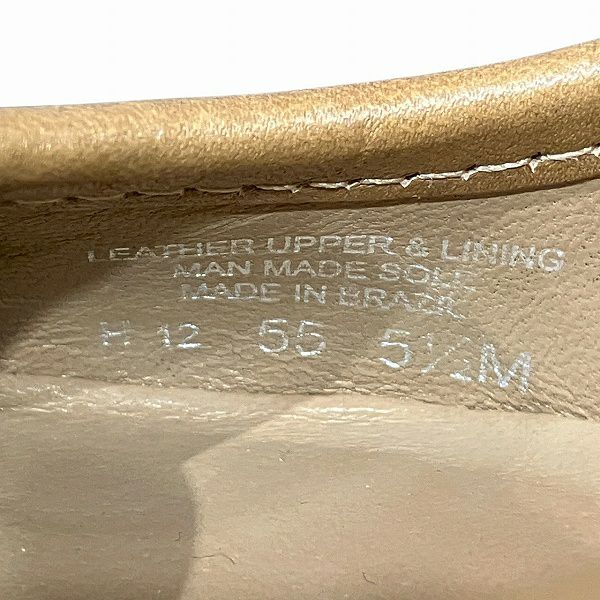 LEATHER UPPER & LINING
MAN MADE SOLE
MADE IN BRAZIL
H 12 55 5½M